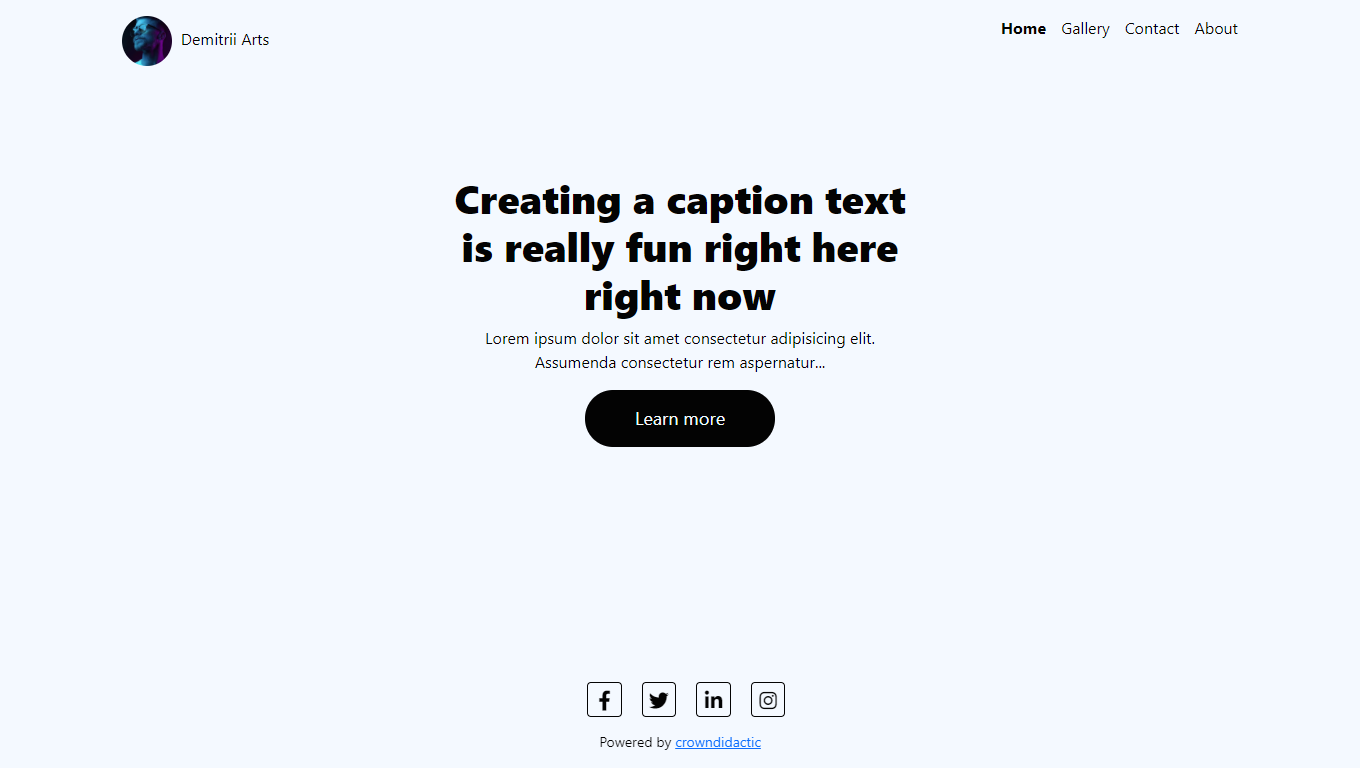 Demitrii Arts
Home Gallery Contact About
Creating a caption text
is really fun right here
right now
Lorem ipsum dolor sit amet consectetur adipisicing elit.
Assumenda consectetur rem aspernatur...
Learn more
Powered by crowndidactic